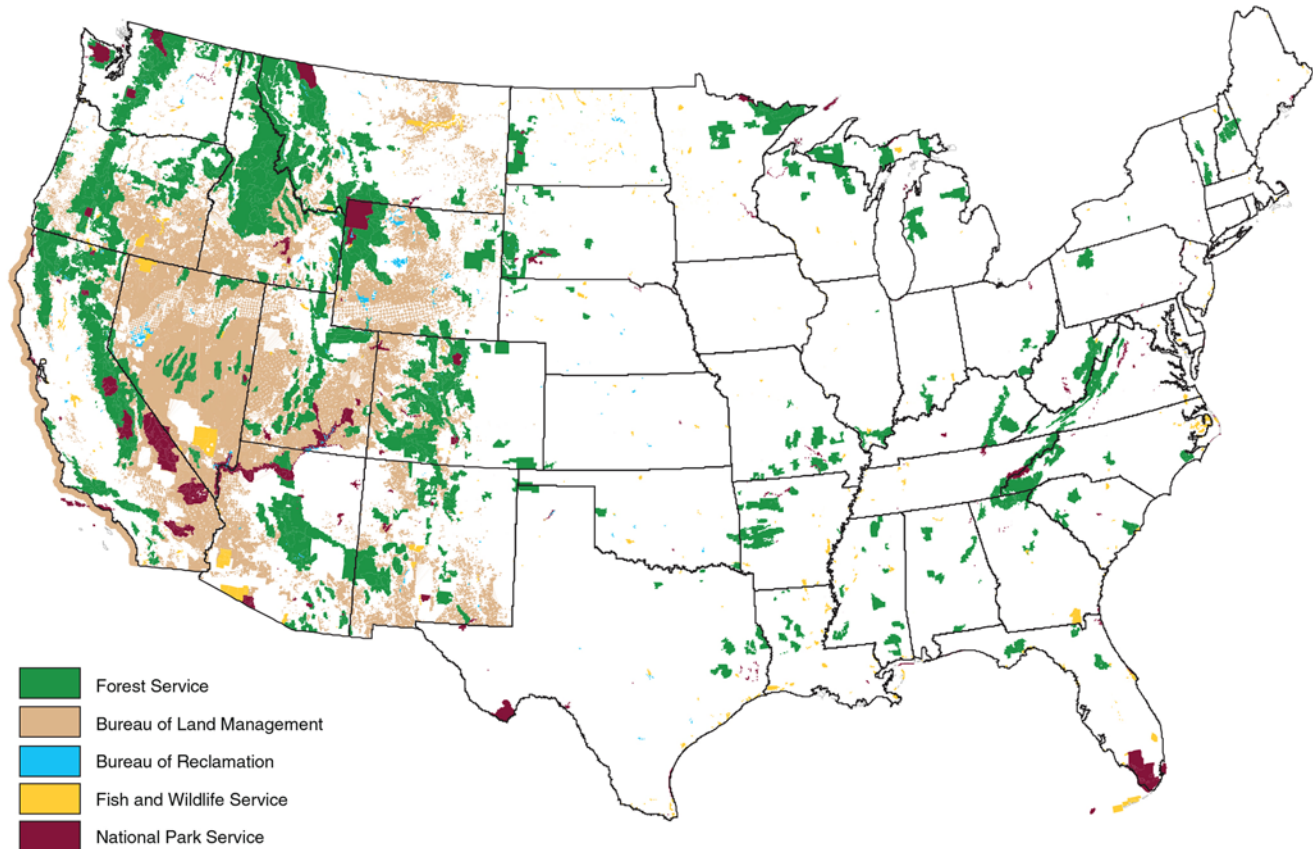 Forest Service
Bureau of Land Management
Bureau of Reclamation
Fish and Wildlife Service
National Park Service